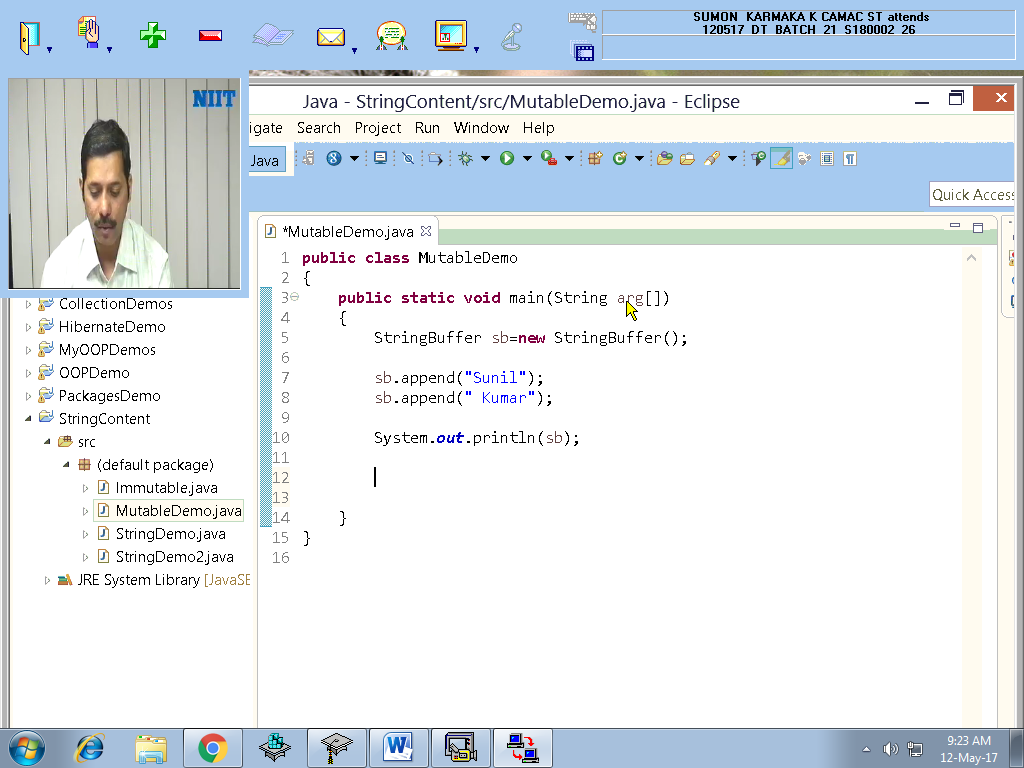 SUMON KARMAKA K CAMAC ST attends
120517 DT BATCH 21 S180002 26
NIIT
Java - StringContent/src/MutableDemo.java - Eclipse
igate Search Project Run Window Help
Java
Quick Access
*MutableDemo.java
1 public class MutableDemo
2 {
3 public static void main(String arg[])
4 {
5 StringBuffer sb=new StringBuffer();
6
7 sb.append("Sunil");
8 sb.append(" Kumar");
9
10 System.out.println(sb);
11
12
13
14 }
15 }
16
CollectionDemos
HibernateDemo
MyOOPDemos
OOPDemo
PackagesDemo
StringContent
src
(default package)
Immutable.java
MutableDemo.java
StringDemo.java
StringDemo2.java
JRE System Library [JavaSE
9:23 AM
12-May-17